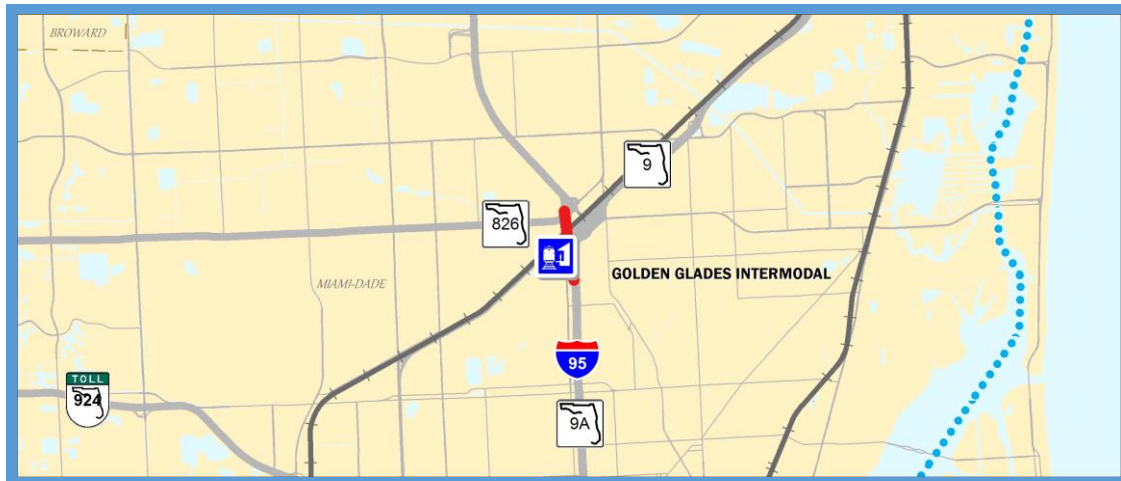 BROWARD
9
826
MIAMI-DADE
GOLDEN GLADES INTERMODAL
95
TOLL
924
9A